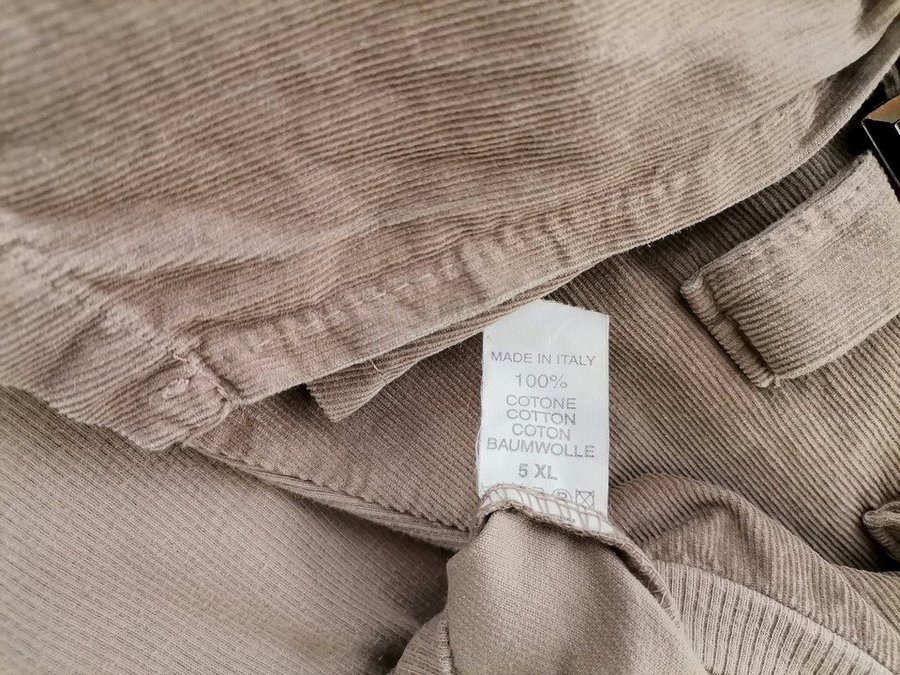 MADE IN ITALY
100%
COTONE
COTTON
COTON
BAUMWOLLE
5 XL